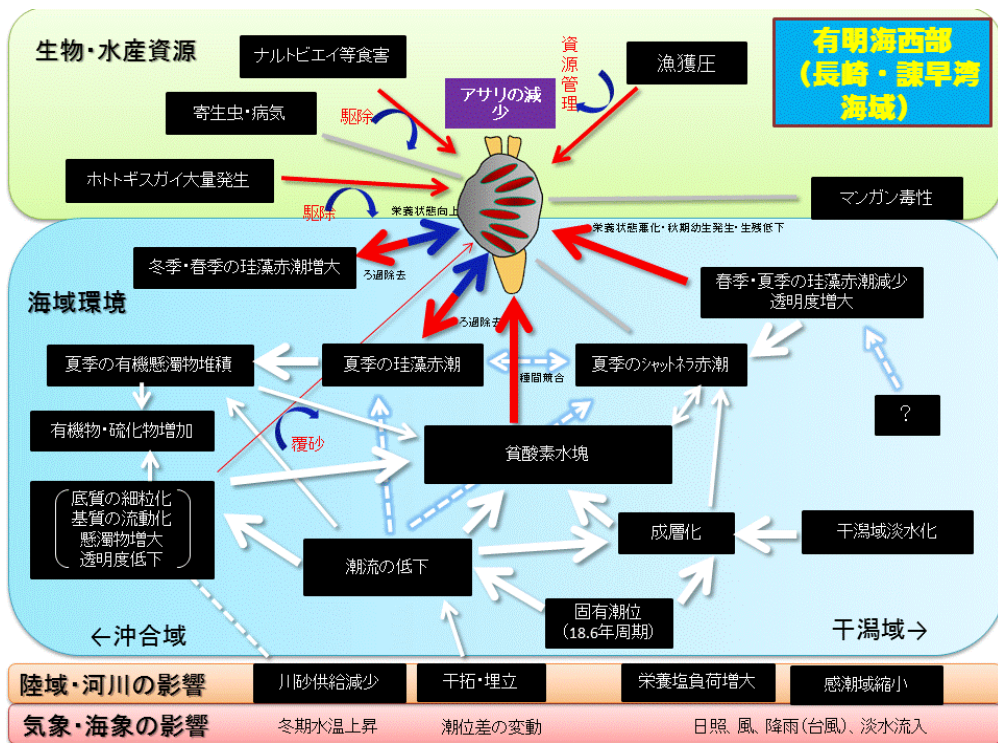 生物・水産資源
ナルトビエイ等食害
資源管理
漁獲圧
有明海西部
（長崎・諫早湾
海域）
アサリの減
少
寄生虫・病気
駆除
ホトトギスガイ大量発生
マンガン毒性
駆除
栄養状態向上
栄養状態悪化・秋期幼生発生・生残低下
冬季・春季の珪藻赤潮増大
ろ過除去
春季・夏季の珪藻赤潮減少
透明度増大
海域環境
ろ過除去
夏季の有機懸濁物堆積
夏季の珪藻赤潮
種間競合
夏季のシャットネラ赤潮
？
有機物・硫化物増加
覆砂
貧酸素水塊
底質の細粒化
基質の流動化
懸濁物増大
透明度低下
潮流の低下
成層化
干潟域淡水化
固有潮位
(18.6年周期)
←沖合域
干潟域→
陸域・河川の影響
川砂供給減少
干拓・埋立
栄養塩負荷増大
感潮域縮小
気象・海象の影響
冬期水温上昇
潮位差の変動
日照、風、降雨(台風)、淡水流入